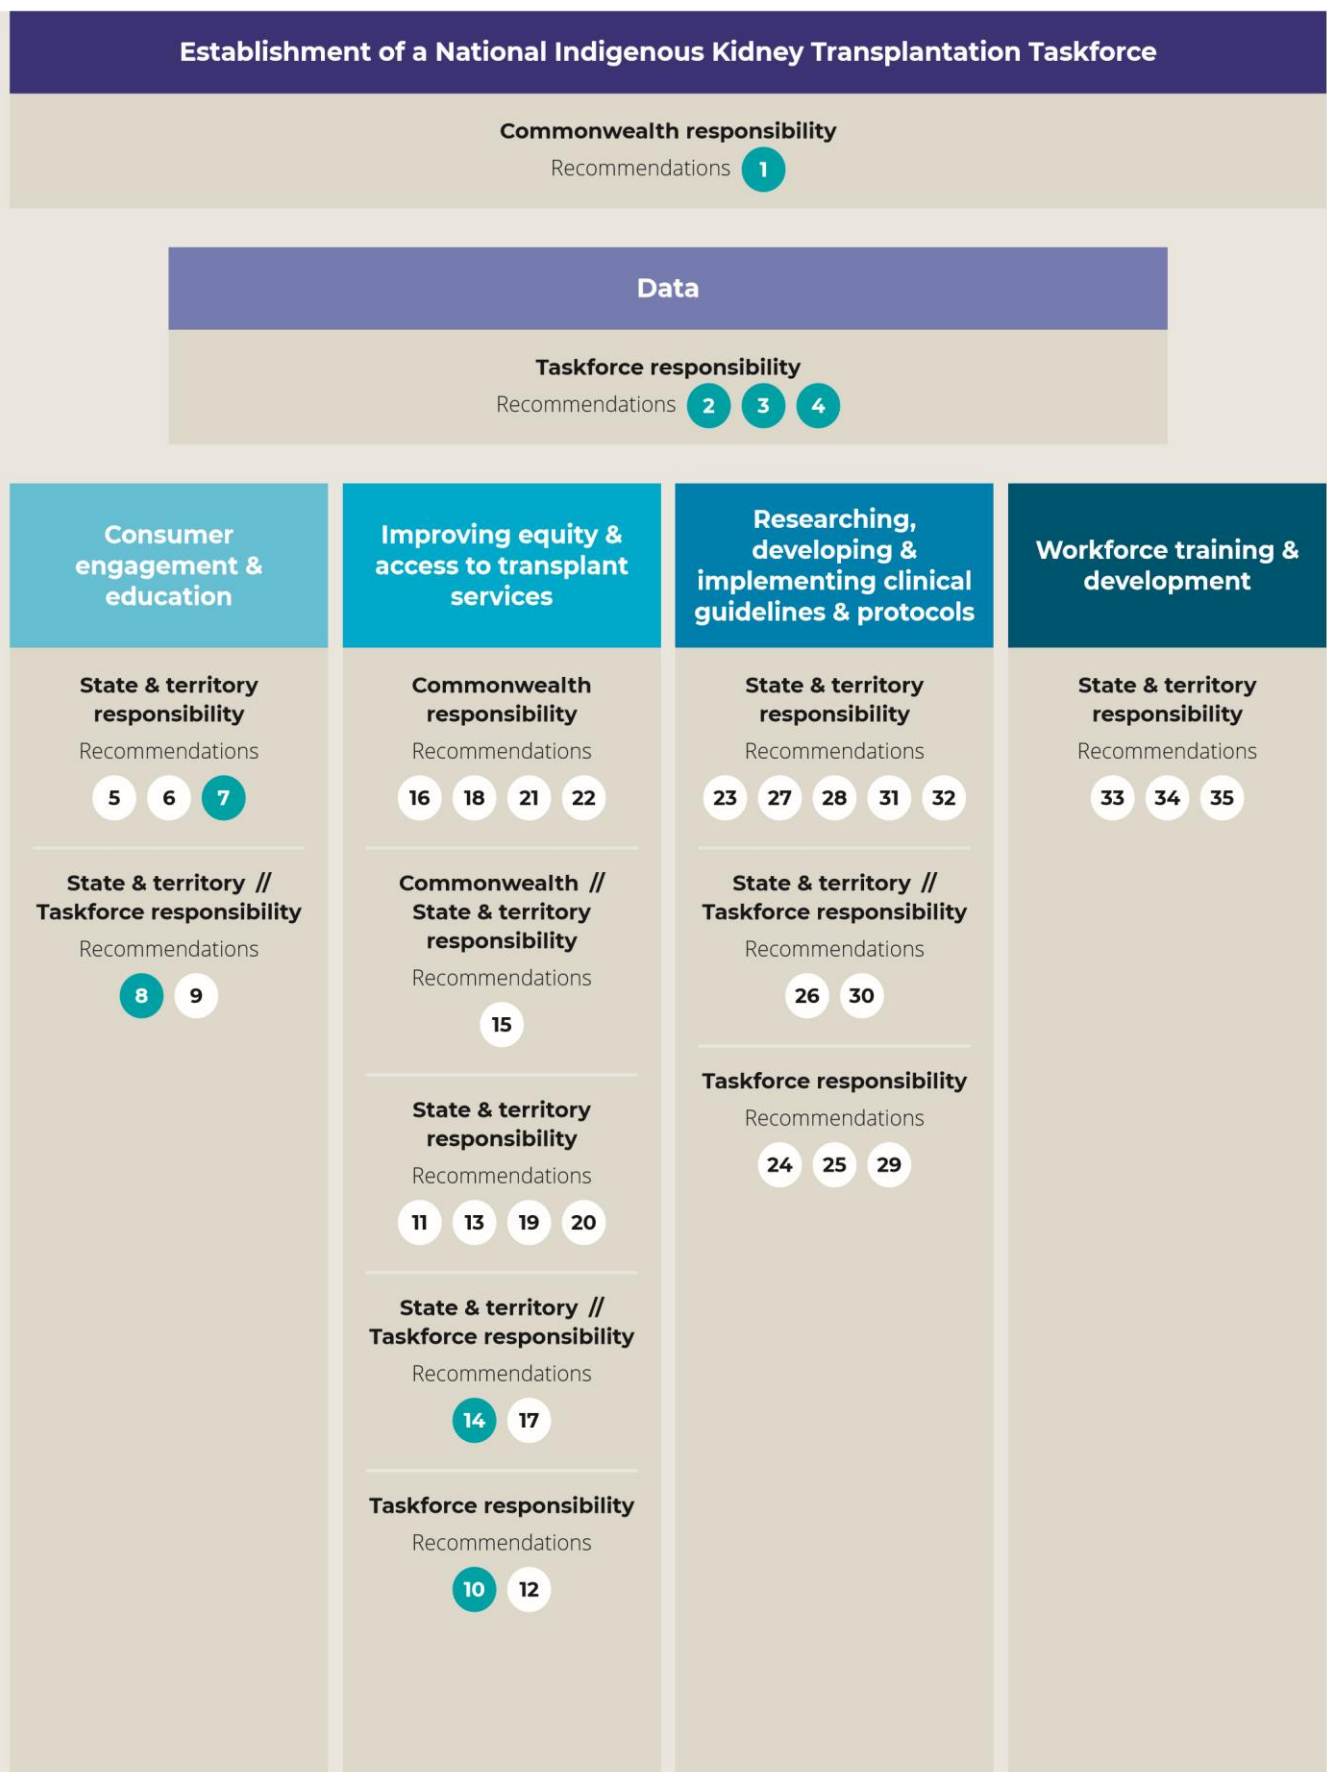 Establishment of a National Indigenous Kidney Transplantation Taskforce
Commonwealth responsibility
Recommendations 1
Data
Taskforce responsibility
Recommendations 2 3 4
Consumer
engagement &
education
State & territory
responsibility
Recommendations
5 6 7
State & territory //
Taskforce responsibility
Recommendations
8 9
Improving equity &
access to transplant
services
Commonwealth
responsibility
Recommendations
16 18 21 22
Commonwealth //
State & territory
responsibility
Recommendations
15
State & territory
responsibility
Recommendations
11 13 19 20
State & territory //
Taskforce responsibility
Recommendations
14 17
Taskforce responsibility
Recommendations
10 12
Researching,
developing &
implementing clinical
guidelines & protocols
State & territory
responsibility
Recommendations
23 27 28 31 32
State & territory //
Taskforce responsibility
Recommendations
26 30
Taskforce responsibility
Recommendations
24 25 29
Workforce training &
development
State & territory
responsibility
Recommendations
33 34 35